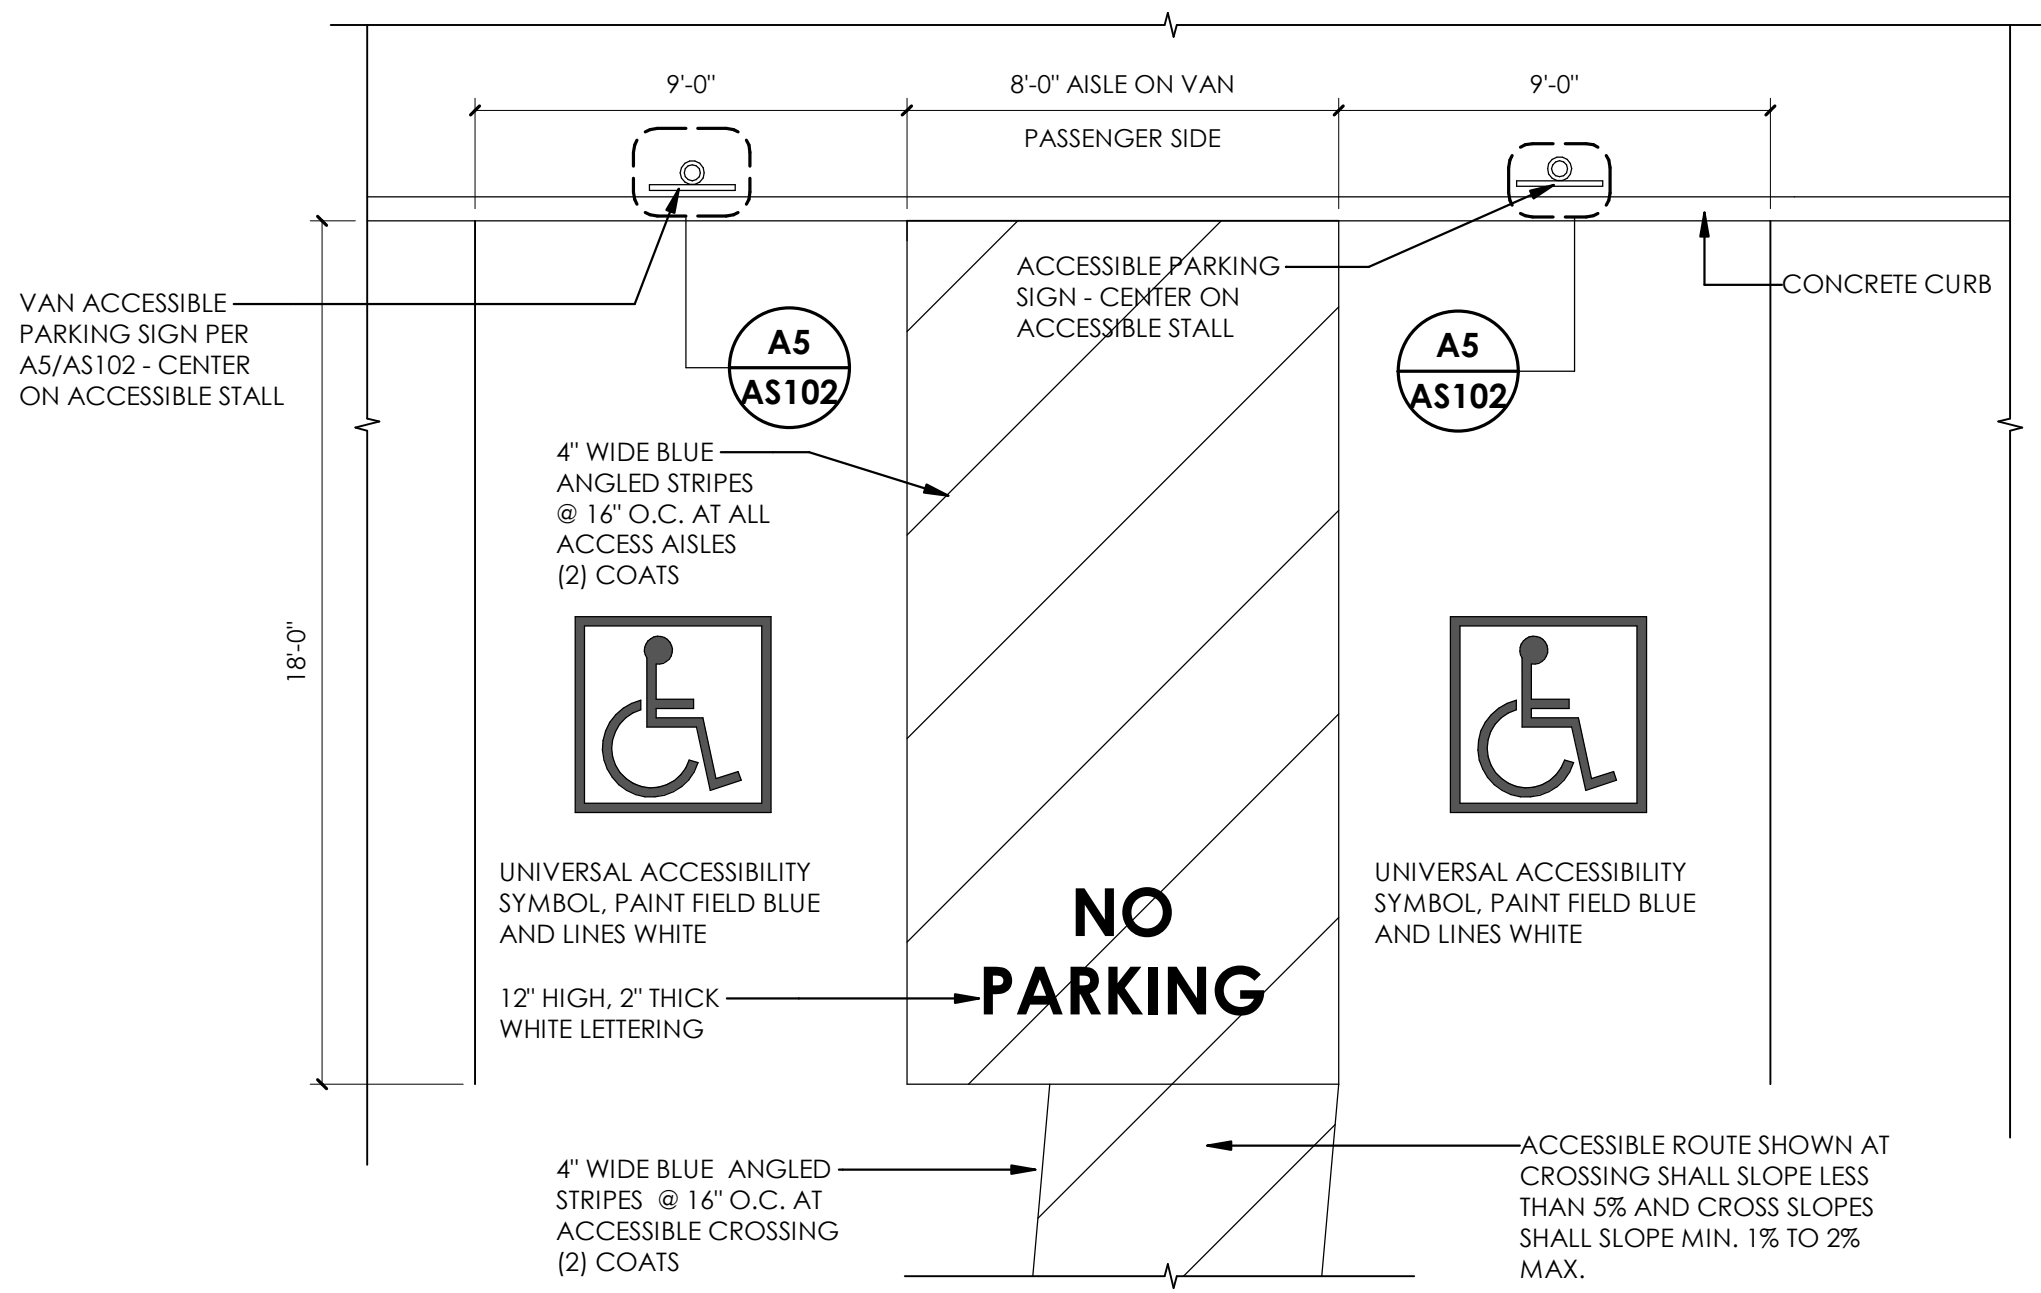 9'-0"
8'-0" AISLE ON VAN
PASSENGER SIDE
9'-0"
VAN ACCESSIBLE
PARKING SIGN PER
A5/AS102 - CENTER
ON ACCESSIBLE STALL
A5
AS102
ACCESSIBLE PARKING
SIGN - CENTER ON
ACCESSIBLE STALL
A5
AS102
CONCRETE CURB
4" WIDE BLUE
ANGLED STRIPES
@ 16" O.C. AT ALL
ACCESS AISLES
(2) COATS
18'-0"
UNIVERSAL ACCESSIBILITY
SYMBOL, PAINT FIELD BLUE
AND LINES WHITE
NO
PARKING
UNIVERSAL ACCESSIBILITY
SYMBOL, PAINT FIELD BLUE
AND LINES WHITE
12" HIGH, 2" THICK
WHITE LETTERING
4" WIDE BLUE ANGLED
STRIPES @ 16" O.C. AT
ACCESSIBLE CROSSING
(2) COATS
ACCESSIBLE ROUTE SHOWN AT
CROSSING SHALL SLOPE LESS
THAN 5% AND CROSS SLOPES
SHALL SLOPE MIN. 1% TO 2%
MAX.